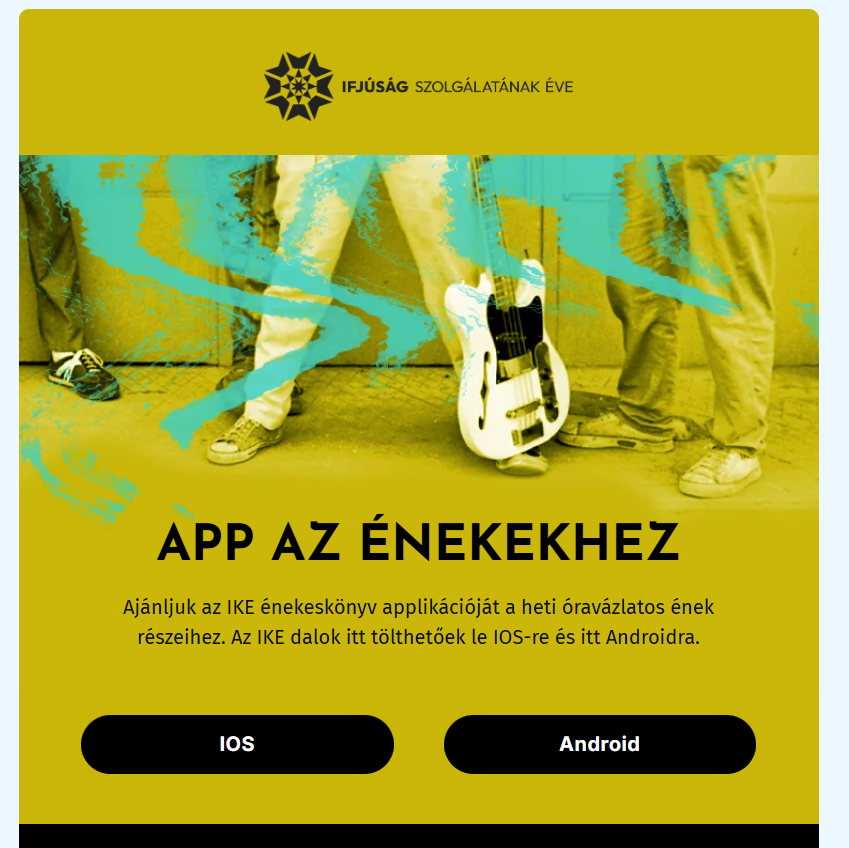 IFJÚSÁG SZOLGÁLATÁNAK ÉVE
APP AZ ÉNEKEKHEZ
Ajánljuk az IKE énekeskönyv applikációját a heti óravázlatos ének
részeihez. Az IKE dalok itt tölthetőek le IOS-re és itt Androidra.
IOS
Android